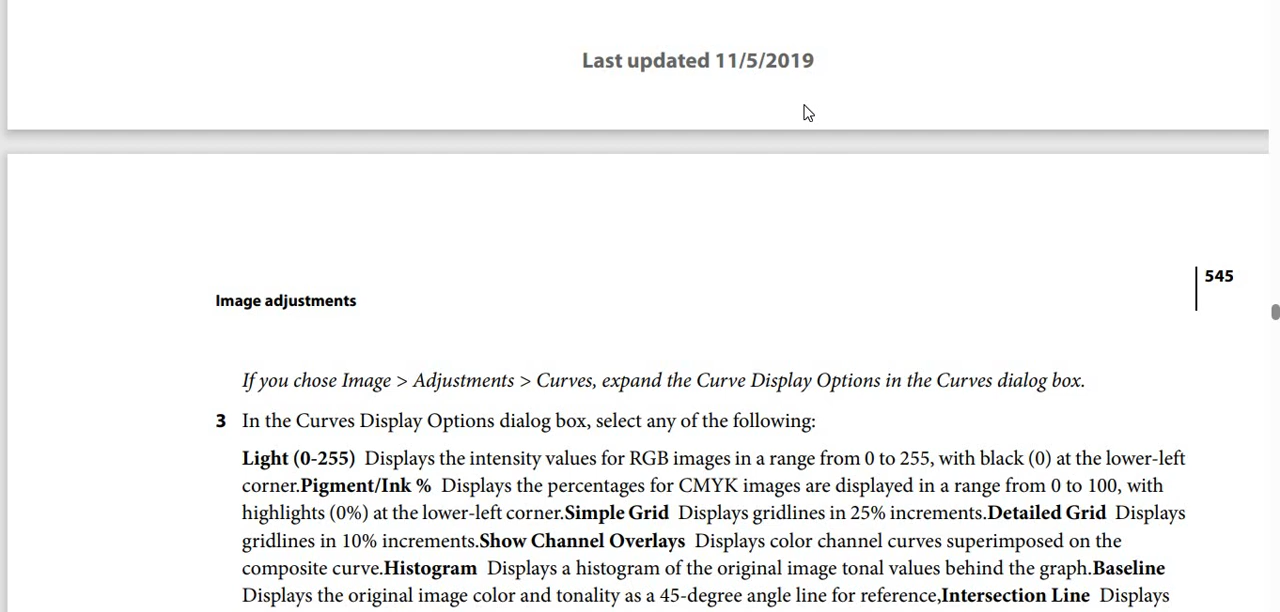 Last updated 11/5/2019
545
Image adjustments
If you chose Image > Adjustments > Curves, expand the Curve Display Options in the Curves dialog box.
3 In the Curves Display Options dialog box, select any of the following:
Light (0-255) Displays the intensity values for RGB images in a range from 0 to 255, with black (0) at the lower-left
corner.Pigment/Ink % Displays the percentages for CMYK images are displayed in a range from 0 to 100, with
highlights (0%) at the lower-left corner.Simple Grid Displays gridlines in 25% increments.Detailed Grid Displays
gridlines in 10% increments.Show Channel Overlays Displays color channel curves superimposed on the
composite curve.Histogram Displays a histogram of the original image tonal values behind the graph.Baseline
Displays the original image color and tonality as a 45-degree angle line for reference,Intersection Line Displays